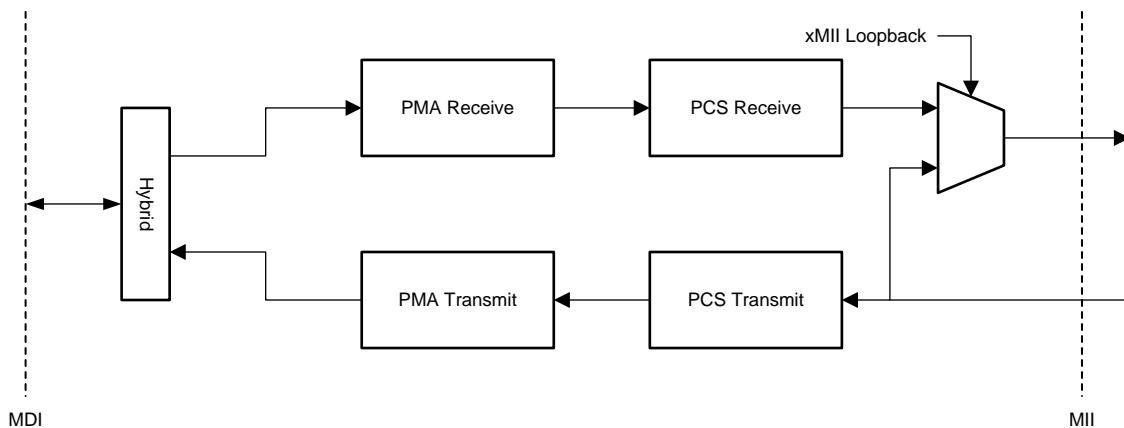 xMII Loopback
PMA Receive
PCS Receive
Hybrid
PMA Transmit
PCS Transmit
MDI
MII